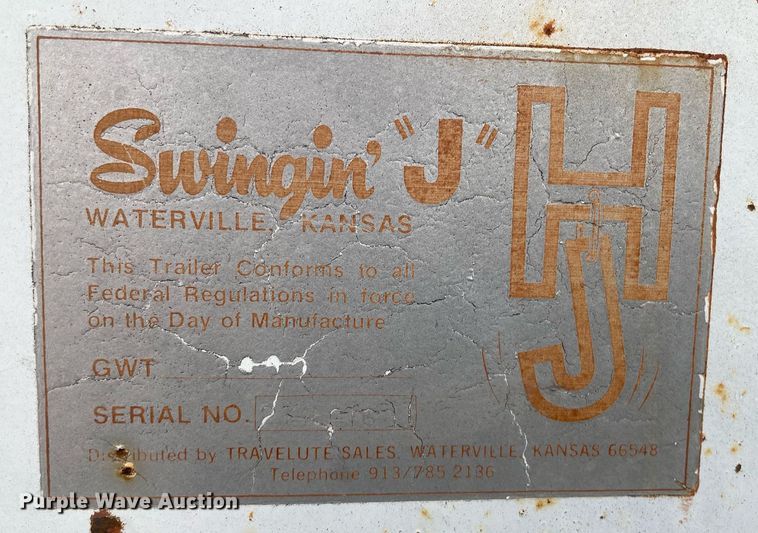 Swingin' "J"
HJ
WATERVILLE, KANSAS
This Trailer Conforms to all
Federal Regulations in force
on the Day of Manufacture
GWT
SERIAL NO.
Distributed by TRAVELUTE SALES. WATERVILLE, KANSAS 66548
Telephone 913/785 2136
Purple Wave Auction